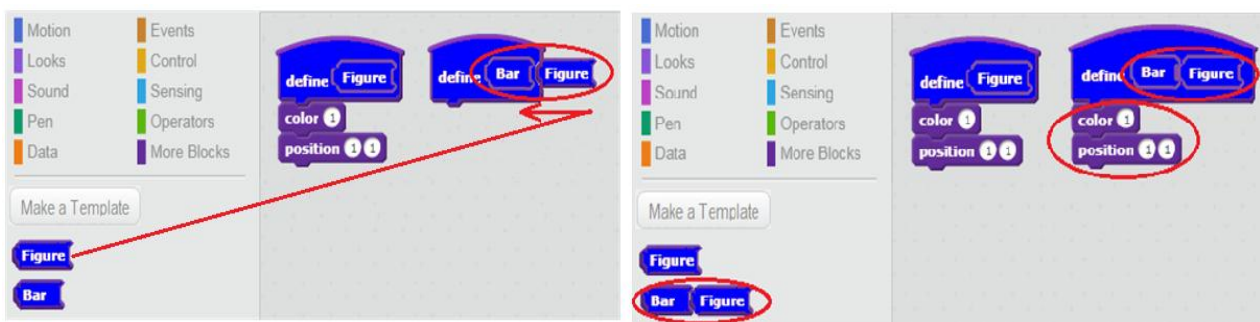 Motion Events
Looks Control
Sound Sensing
Pen Operators
Data More Blocks
Make a Template
Figure
Bar
define Figure
color 1
position 1 1
define Bar Figure
Motion Events
Looks Control
Sound Sensing
Pen Operators
Data More Blocks
Make a Template
Figure
Bar Figure
define Figure
color 1
position 1 1
define Bar Figure
color 1
position 1 1